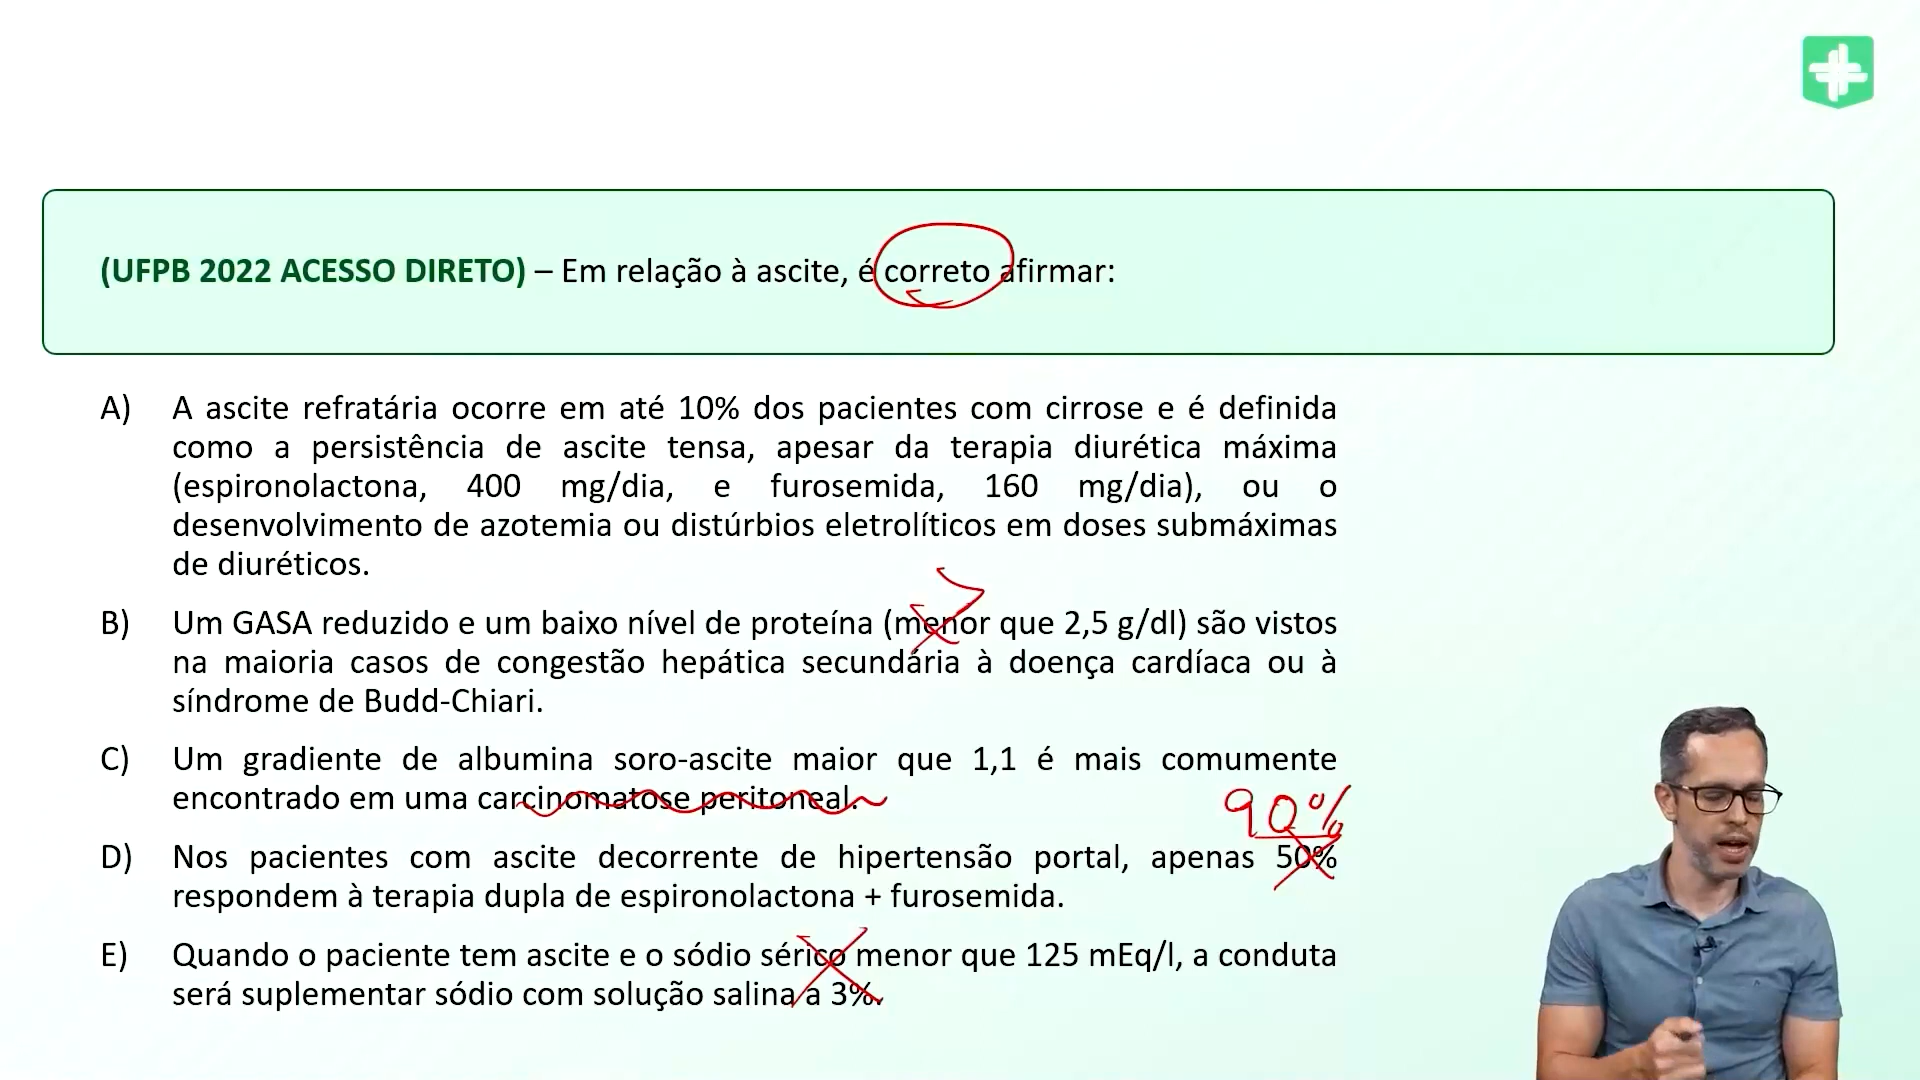 (UFPB 2022 ACESSO DIRETO) – Em relação à ascite, é correto afirmar:
A) A ascite refratária ocorre em até 10% dos pacientes com cirrose e é definida
como a persistência de ascite tensa, apesar da terapia diurética máxima
(espironolactona, 400 mg/dia, e furosemida, 160 mg/dia), ou o
desenvolvimento de azotemia ou distúrbios eletrolíticos em doses submáximas
de diuréticos.
B) Um GASA reduzido e um baixo nível de proteína (menor que 2,5 g/dl) são vistos
na maioria casos de congestão hepática secundária à doença cardíaca ou à
síndrome de Budd-Chiari.
C) Um gradiente de albumina soro-ascite maior que 1,1 é mais comumente
encontrado em uma carcinomatose peritoneal.
90%
D) Nos pacientes com ascite decorrente de hipertensão portal, apenas 50%
respondem à terapia dupla de espironolactona + furosemida.
E) Quando o paciente tem ascite e o sódio sérico menor que 125 mEq/l, a conduta
será suplementar sódio com solução salina a 3%.